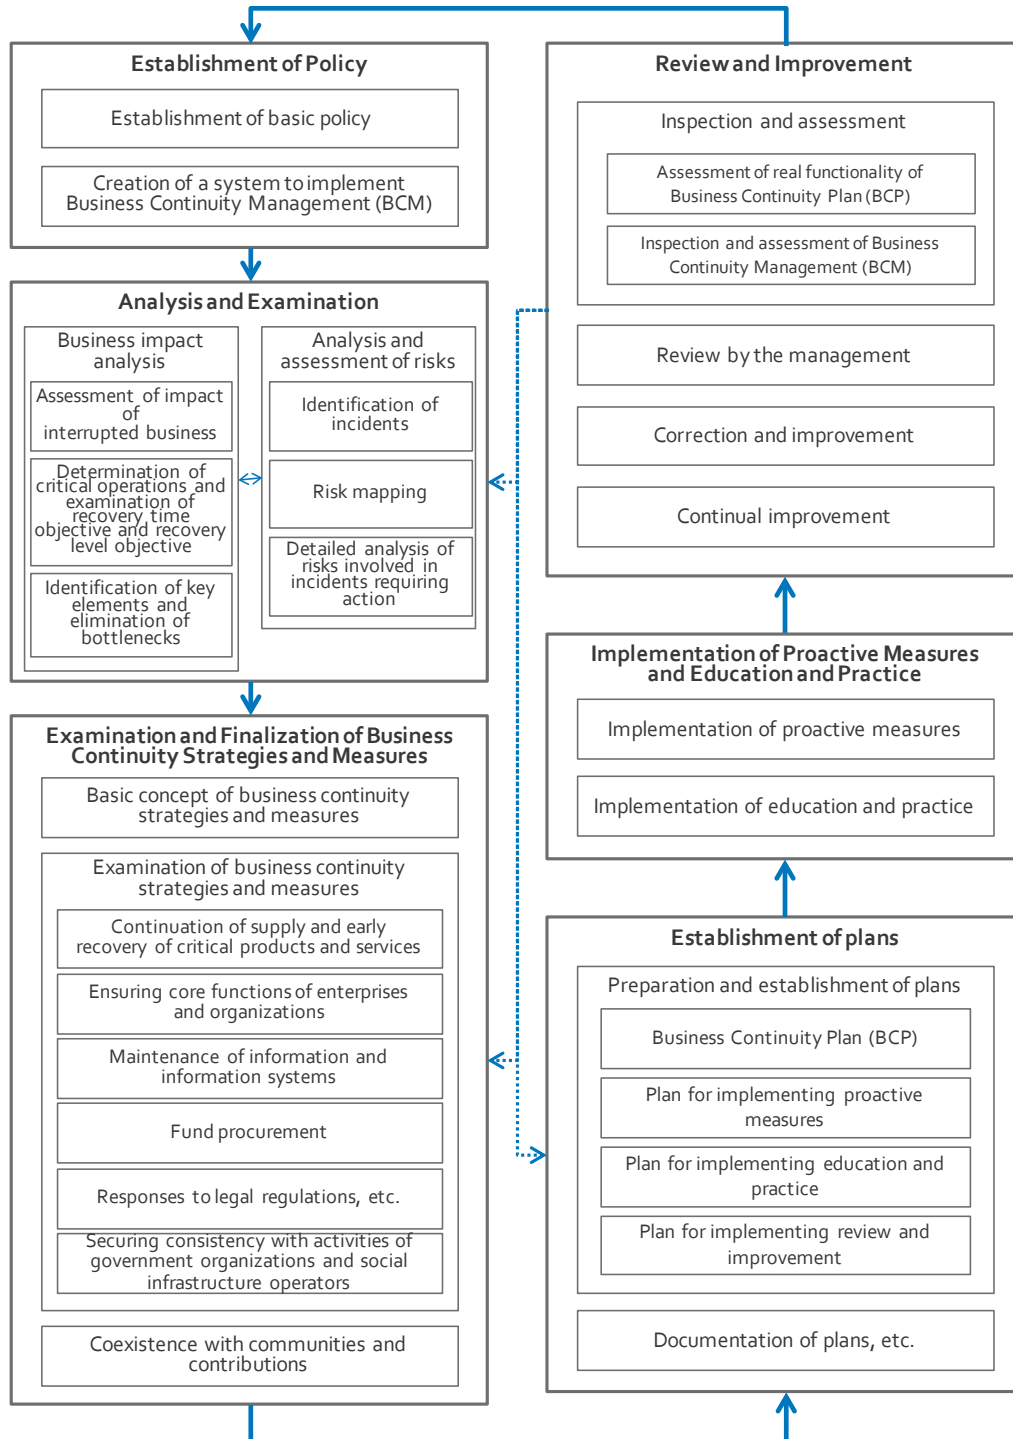 Establishment of Policy
Establishment of basic policy
Creation of a system to implement
Business Continuity Management (BCM)
Analysis and Examination
Business impact
analysis
Assessment of impact
of
interrupted business
Determination of
critical operations and
examination of
recovery time
objective and recovery
level objective
Identification of key
elements and
elimination of
bottlenecks
Analysis and
assessment of risks
Identification of
incidents
Risk mapping
Detailed analysis of
risks involved in
incidents requiring
action
Examination and Finalization of Business
Continuity Strategies and Measures
Basic concept of business continuity
strategies and measures
Examination of business continuity
strategies and measures
Continuation of supply and early
recovery of critical products and services
Ensuring core functions of enterprises
and organizations
Maintenance of information and
information systems
Fund procurement
Responses to legal regulations, etc.
Securing consistency with activities of
government organizations and social
infrastructure operators
Coexistence with communities and
contributions
Review and Improvement
Inspection and assessment
Assessment of real functionality of
Business Continuity Plan (BCP)
Inspection and assessment of Business
Continuity Management (BCM)
Review by the management
Correction and improvement
Continual improvement
Implementation of Proactive Measures
and Education and Practice
Implementation of proactive measures
Implementation of education and practice
Establishment of plans
Preparation and establishment of plans
Business Continuity Plan (BCP)
Plan for implementing proactive
measures
Plan for implementing education and
practice
Plan for implementing review and
improvement
Documentation of plans, etc.